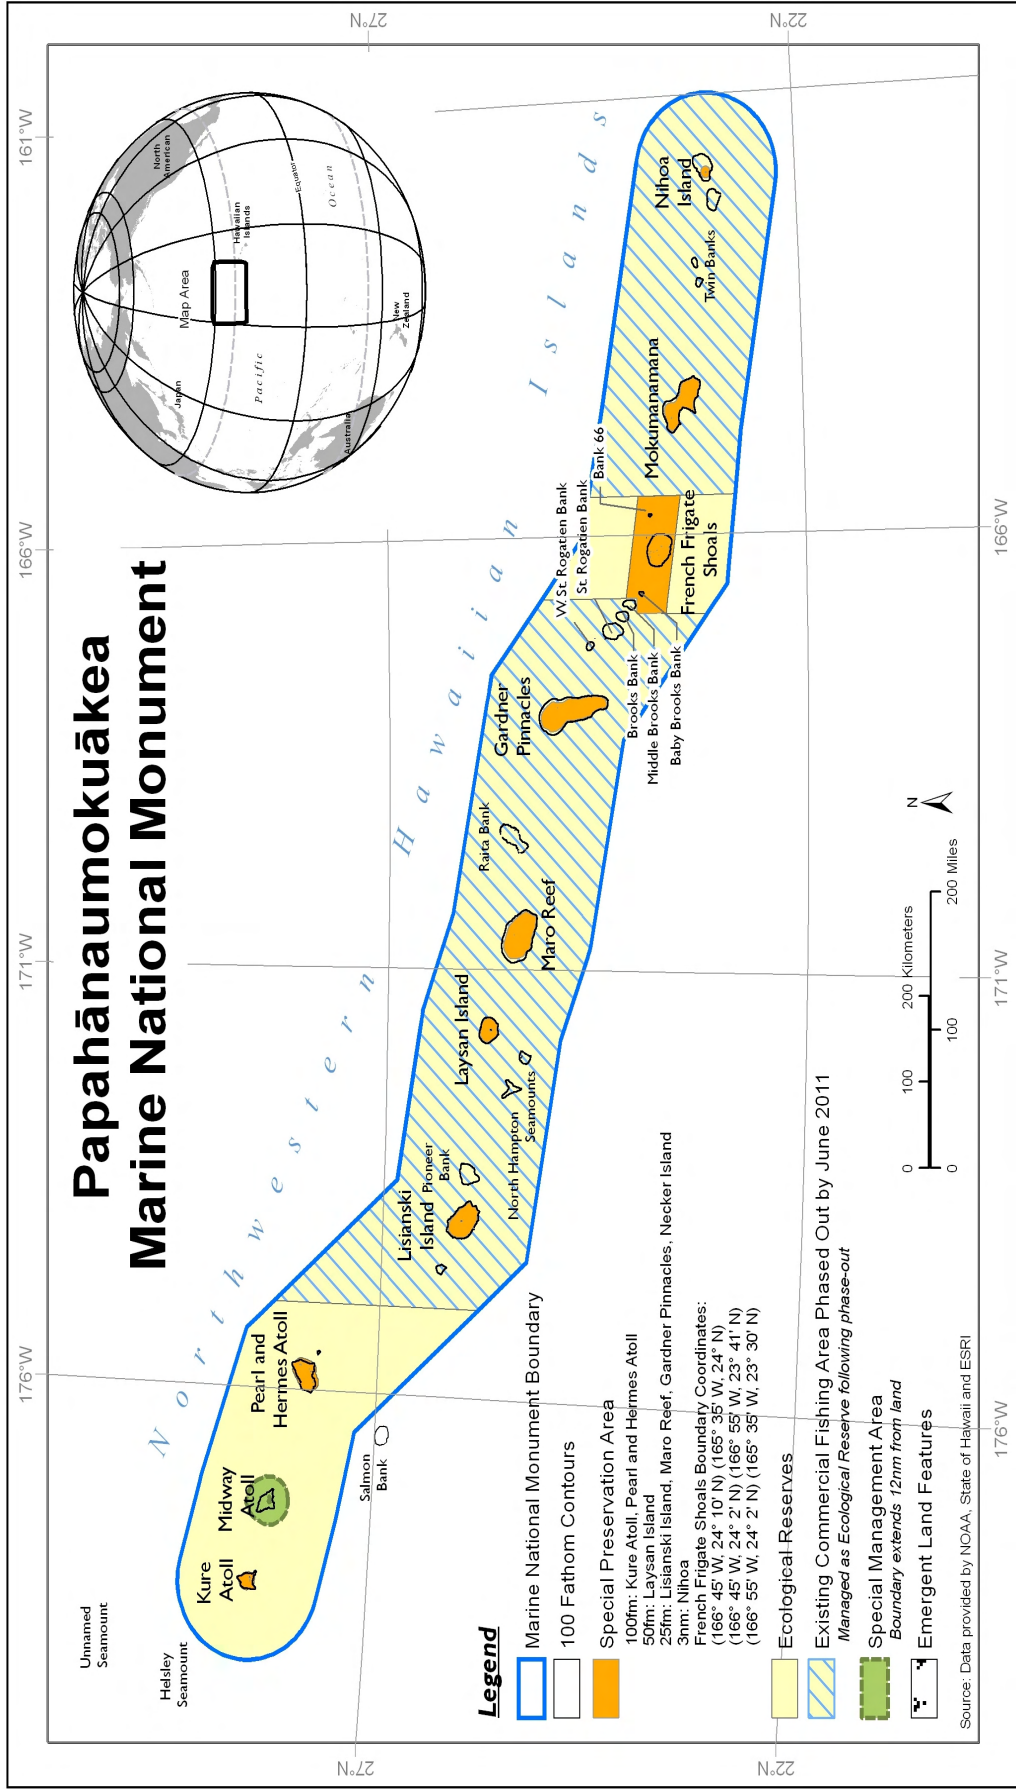 Papahānaumokuākea
Marine National Monument
176°W
171°W
166°W
161°W
27°N
22°N
27°N
22°N
176°W
171°W
166°W
Northwestern Hawaiian Islands
Unnamed
Seamount
Helsley
Seamount
Kure
Atoll
Midway
Atoll
Salmon
Bank
Pearl and
Hermes Atoll
Lisianski
Island
Pioneer
Bank
North Hampton
Seamounts
Laysan Island
Maro Reef
Raita Bank
Gardner
Pinnacles
W. St. Rogatien Bank
St. Rogatien Bank
Brooks Bank
Middle Brooks Bank
Baby Brooks Bank
Bank 66
French Frigate
Shoals
Mokumanamana
Twin Banks
Nihoa
Island
Map Area
North
American
Japan
Hawaiian
Islands
Equator
Pacific
Ocean
Australia
New
Zealand
Legend
Marine National Monument Boundary
100 Fathom Contours
Special Preservation Area
100fm: Kure Atoll, Pearl and Hermes Atoll
50fm: Laysan Island
25fm: Lisianski Island, Maro Reef, Gardner Pinnacles, Necker Island
3nm: Nihoa
French Frigate Shoals Boundary Coordinates:
(166° 45' W, 24° 10' N) (165° 35' W, 24° N)
(166° 45' W, 24° 2' N) (166° 55' W, 23° 41' N)
(166° 55' W, 24° 2' N) (165° 35' W, 23° 30' N)
Ecological Reserves
Existing Commercial Fishing Area Phased Out by June 2011
Managed as Ecological Reserve following phase-out
Special Management Area
Boundary extends 12nm from land
Emergent Land Features
Source: Data provided by NOAA, State of Hawaii and ESRI
0 100 200 Kilometers
0 100 200 Miles
N